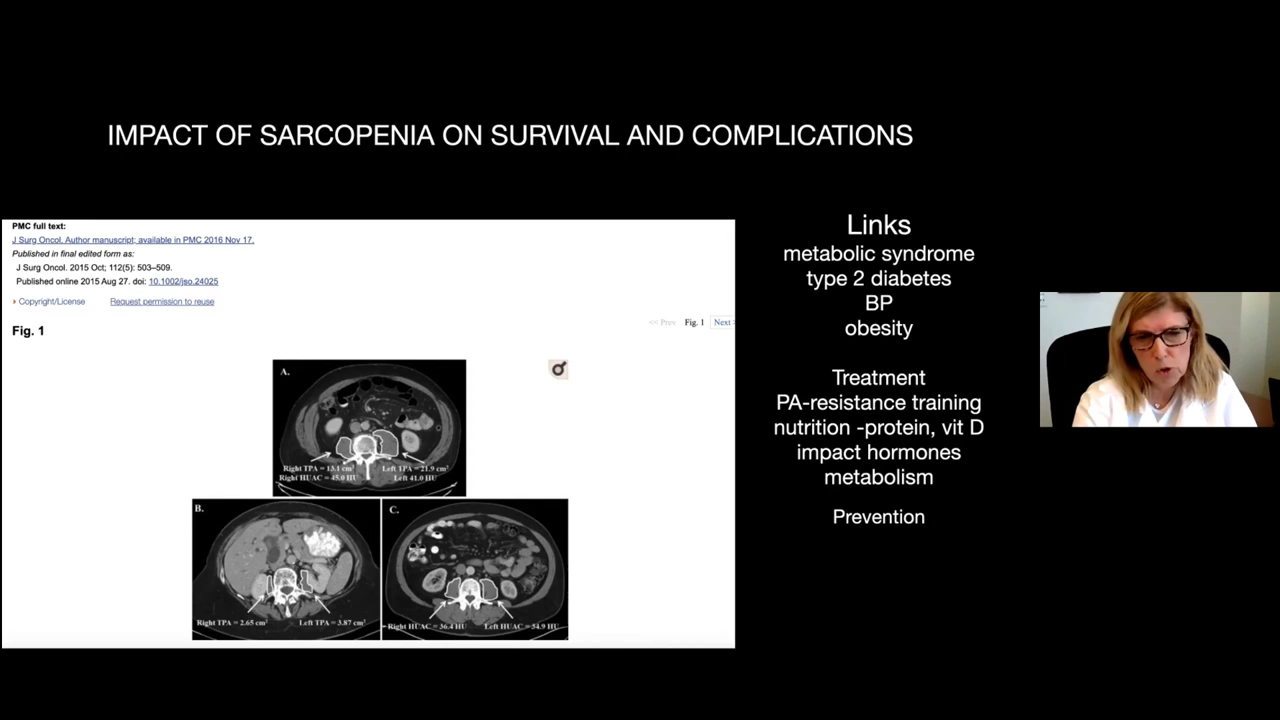 IMPACT OF SARCOPENIA ON SURVIVAL AND COMPLICATIONS
PMC full text:
J Surg Oncol. Author manuscript; available in PMC 2016 Nov 17.
Published in final edited form as:
J Surg Oncol. 2015 Oct; 112(5): 503–509.
Published online 2015 Aug 27. doi: 10.1002/jso.24025
Copyright/License Request permission to reuse
<< Prev Fig. 1 Next >
Fig. 1
A.
Right TPA = 13.1 cm² Left TPA = 21.9 cm²
Right HUAC = 45.0 HU Left 41.0 HU
B.
Right TPA = 2.65 cm² Left TPA = 3.87 cm²
C.
Right HUAC = 36.4 HU Left HUAC = 34.9 HU
Links
metabolic syndrome
type 2 diabetes
BP
obesity
Treatment
PA-resistance training
nutrition -protein, vit D
impact hormones
metabolism
Prevention